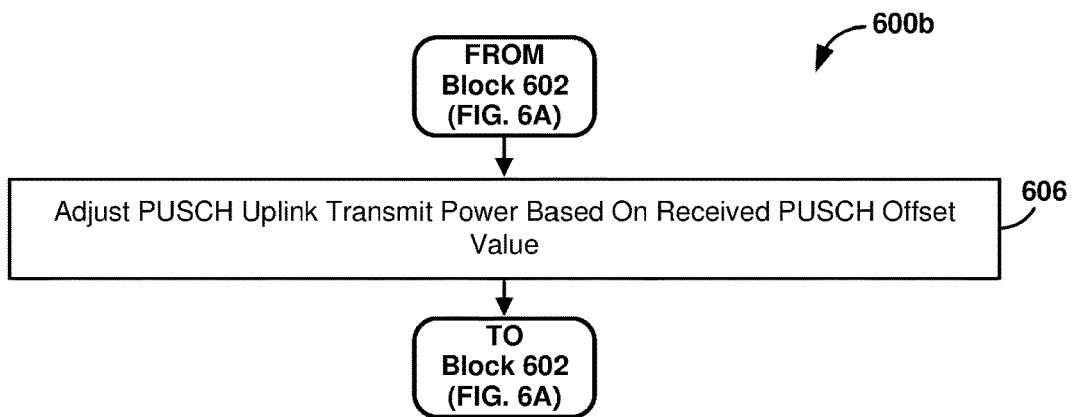 600b
FROM
Block 602
(FIG. 6A)
Adjust PUSCH Uplink Transmit Power Based On Received PUSCH Offset
Value
606
TO
Block 602
(FIG. 6A)